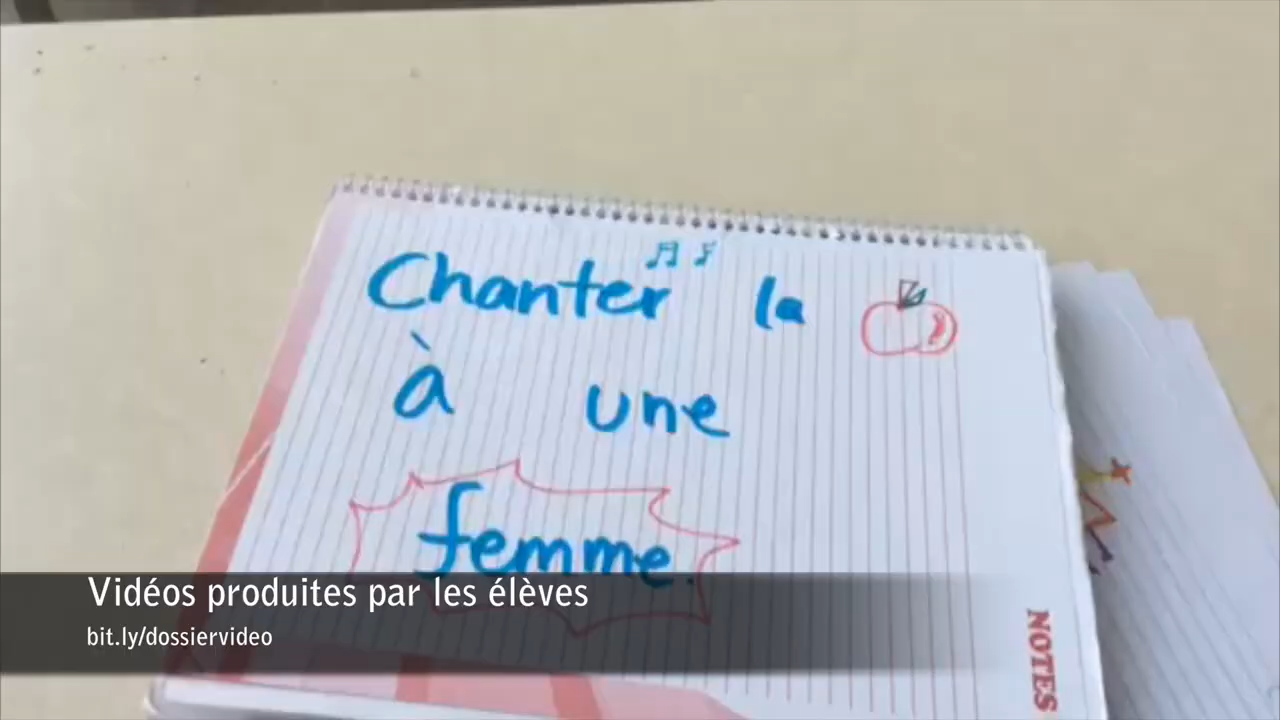 Chanter la
à une
femme.
NOTES
Vidéos produites par les élèves
bit.ly/dossiervideo